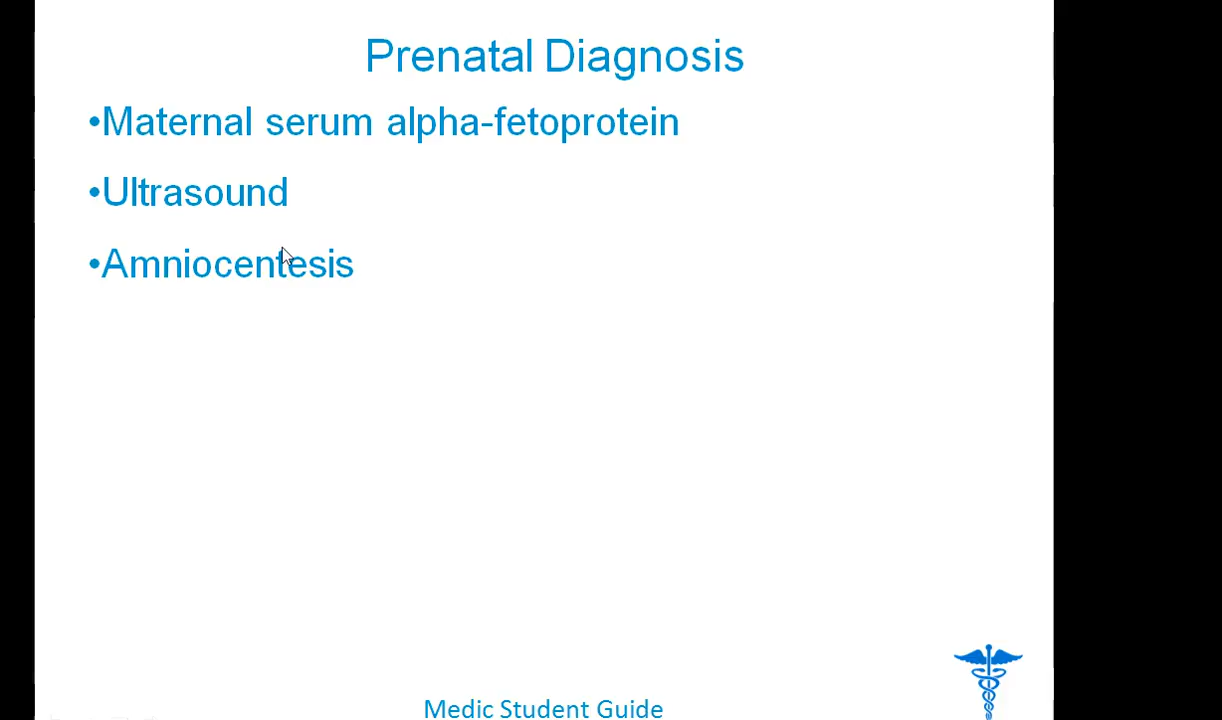 Prenatal Diagnosis
•Maternal serum alpha-fetoprotein
•Ultrasound
•Amniocentesis
Medic Student Guide